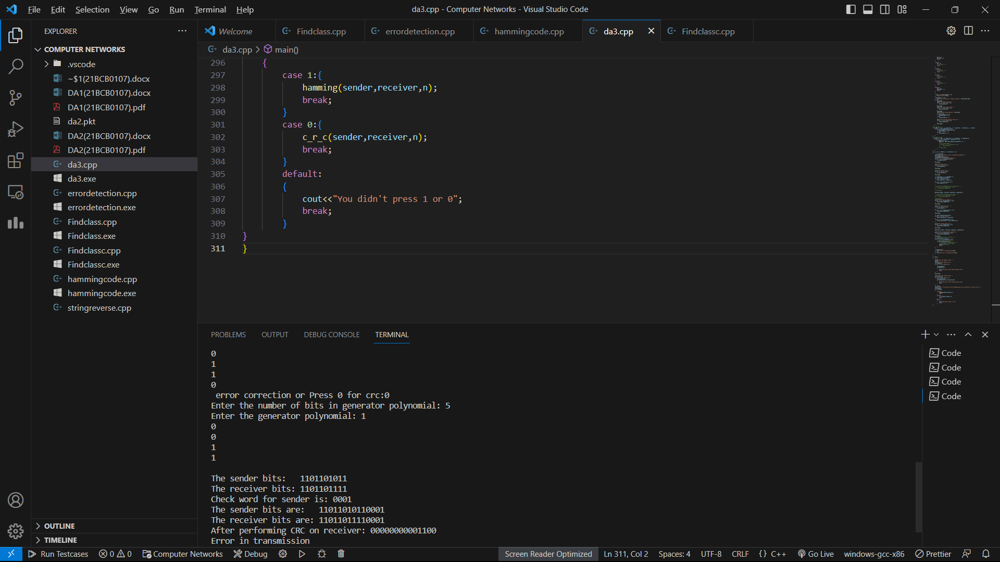 File Edit Selection View Go Run Terminal Help
da3.cpp - Computer Networks - Visual Studio Code
EXPLORER
COMPUTER NETWORKS
.vscode
~$1(21BCB0107).docx
DA1(21BCB0107).docx
DA1(21BCB0107).pdf
da2.pkt
DA2(21BCB0107).docx
DA2(21BCB0107).pdf
da3.cpp
da3.exe
errordetection.cpp
errordetection.exe
Findclass.cpp
Findclass.exe
Findclassc.cpp
Findclassc.exe
hammingcode.cpp
hammingcode.exe
stringreverse.cpp
OUTLINE
TIMELINE
Welcome Findclass.cpp errordetection.cpp hammingcode.cpp da3.cpp Findclassc.cpp
da3.cpp > main()
296 {
297 case 1:{
298 hamming(sender,receiver,n);
299 break;
300 }
301 case 0:{
302 c_r_c(sender,receiver,n);
303 break;
304 }
305 default:
306 {
307 cout<<"You didn't press 1 or 0";
308 break;
309 }
310 }
311 }
PROBLEMS OUTPUT DEBUG CONSOLE TERMINAL
0
1
1
0
error correction or Press 0 for crc:0
Enter the number of bits in generator polynomial: 5
Enter the generator polynomial: 1
0
0
1
1
The sender bits: 1101101011
The receiver bits: 1101101111
Check word for sender is: 0001
The sender bits are: 11011010110001
The receiver bits are: 11011011110001
After performing CRC on receiver: 00000000001100
Error in transmission
Code
Code
Code
Code
Run Testcases 0 0 Computer Networks Debug Screen Reader Optimized Ln 311, Col 2 Spaces: 4 UTF-8 CRLF {} C++ Go Live windows-gcc-x86 Prettier